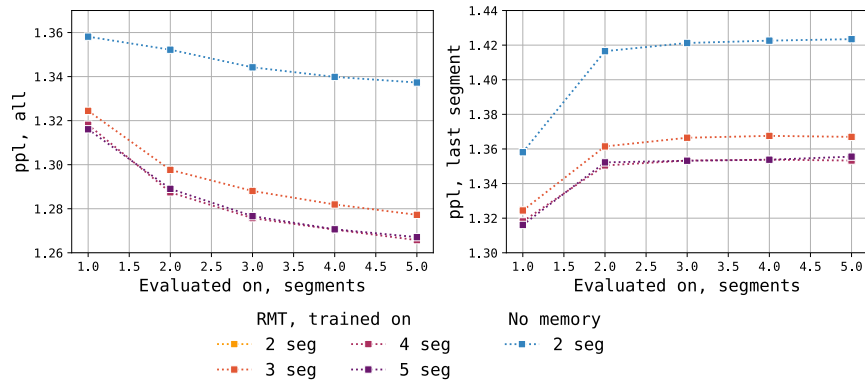 1.36
1.34
1.32
1.30
1.28
1.26
ppl, all
1.0 1.5 2.0 2.5 3.0 3.5 4.0 4.5 5.0
Evaluated on, segments
1.44
1.42
1.40
1.38
1.36
1.34
1.32
1.30
ppl, last segment
1.0 1.5 2.0 2.5 3.0 3.5 4.0 4.5 5.0
Evaluated on, segments
RMT, trained on
2 seg 4 seg
3 seg 5 seg
No memory
2 seg